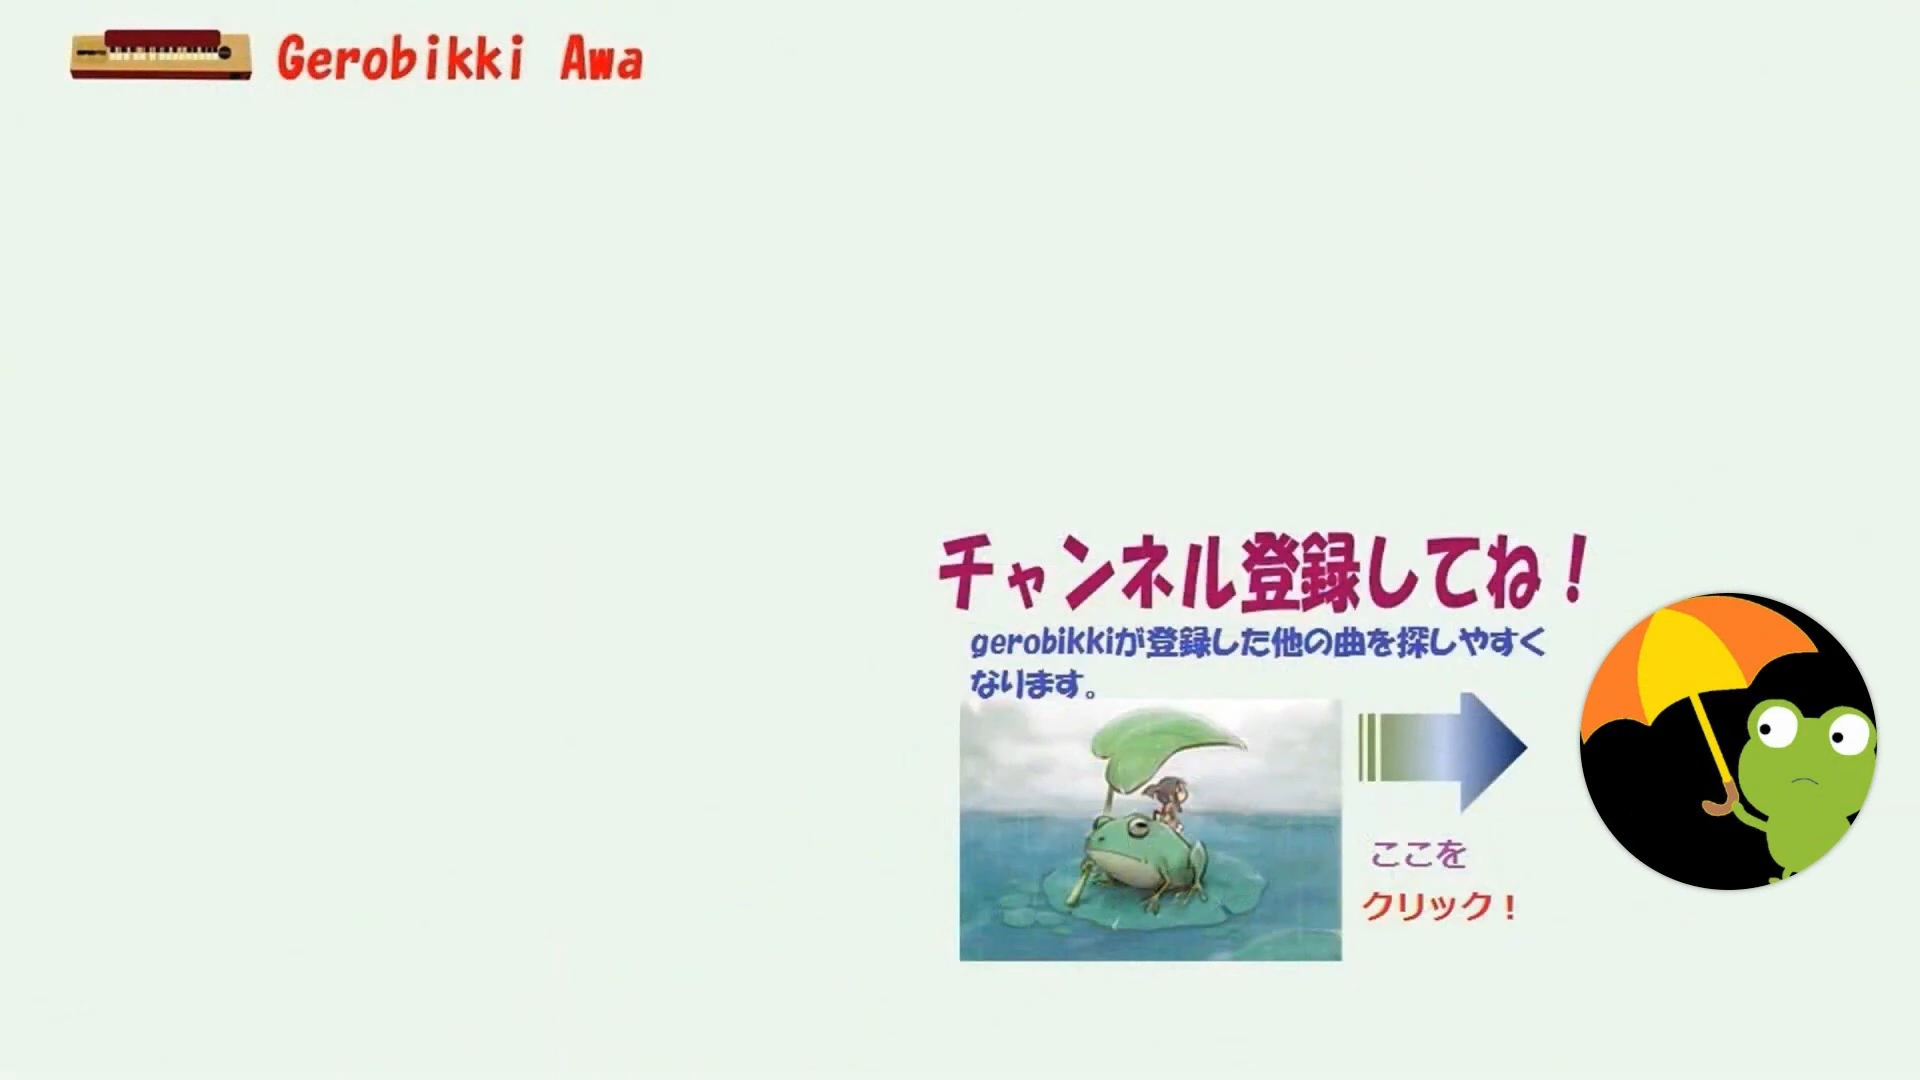 Gerobikki Awa
チャンネル登録してね！
gerobikkiが登録した他の曲を探しやすく
なります。
ここを
クリック！